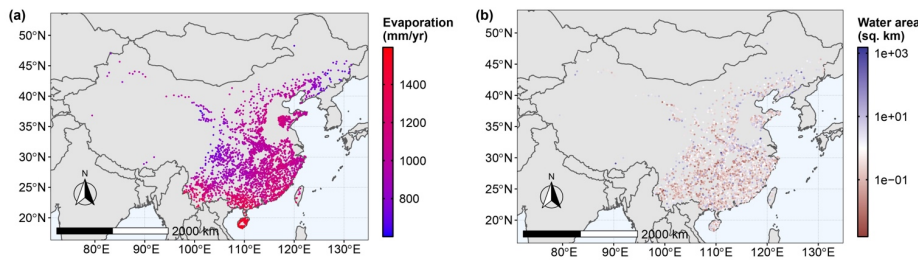 (a)
Evaporation
(mm/yr)
50°N
45°N
40°N
35°N
30°N
25°N
20°N
1400
1200
1000
800
2000 km
80°E
90°E
100°E
110°E
120°E
130°E
(b)
Water area
(sq. km)
50°N
45°N
40°N
35°N
30°N
25°N
20°N
1e+03
1e+01
1e−01
2000 km
80°E
90°E
100°E
110°E
120°E
130°E